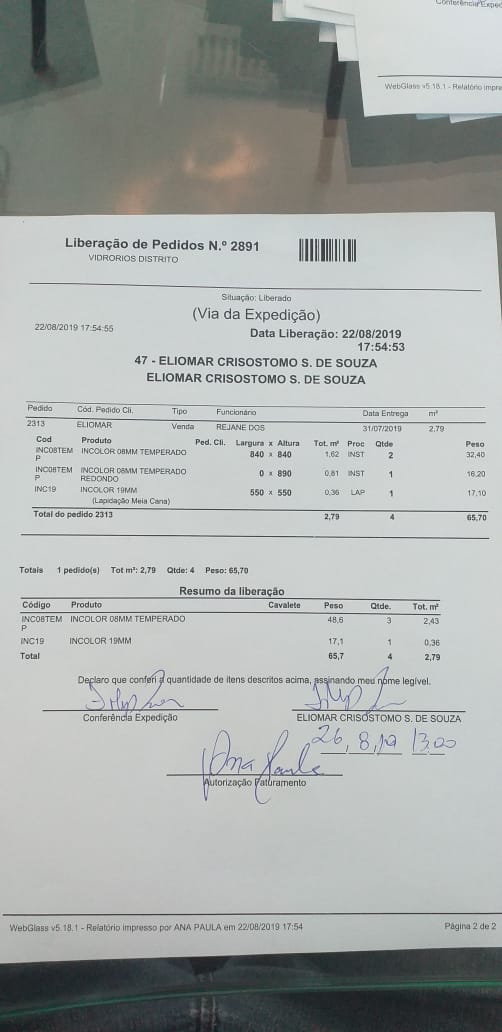 Conferência Exped
WebGlass v5.18.1 - Relatório impre
Liberação de Pedidos N.º 2891
VIDRORIOS DISTRITO
Situação: Liberado
(Via da Expedição)
22/08/2019 17:54:55
Data Liberação: 22/08/2019
17:54:53
47 - ELIOMAR CRISOSTOMO S. DE SOUZA
ELIOMAR CRISOSTOMO S. DE SOUZA
Pedido Cód. Pedido Cli. Tipo Funcionário Data Entrega m²
2313 ELIOMAR Venda REJANE DOS 31/07/2019 2,79
Cod Produto Ped. Cli. Largura x Altura Tot. m² Proc Qtde Peso
INC08TEM INCOLOR 08MM TEMPERADO 840 x 840 1,62 INST 2 32,40
P
INC08TEM INCOLOR 08MM TEMPERADO 0 x 890 0,81 INST 1 16,20
P REDONDO
INC19 INCOLOR 19MM 550 x 550 0,36 LAP 1 17,10
(Lapidação Meia Cana)
Total do pedido 2313 2,79 4 65,70
Totais 1 pedido(s) Tot m²: 2,79 Qtde: 4 Peso: 65,70
Resumo da liberação
Código Produto Cavalete Peso Qtde. Tot. m²
INC08TEM INCOLOR 08MM TEMPERADO 48,6 3 2,43
P
INC19 INCOLOR 19MM 17,1 1 0,36
Total 65,7 4 2,79
Declaro que conferi a quantidade de itens descritos acima, assinando meu nome legível.
Conferência Expedição ELIOMAR CRISOSTOMO S. DE SOUZA
26, 8, 19 13:00
Ana Paula
Autorização Faturamento
WebGlass v5.18.1 - Relatório impresso por ANA PAULA em 22/08/2019 17:54 Página 2 de 2